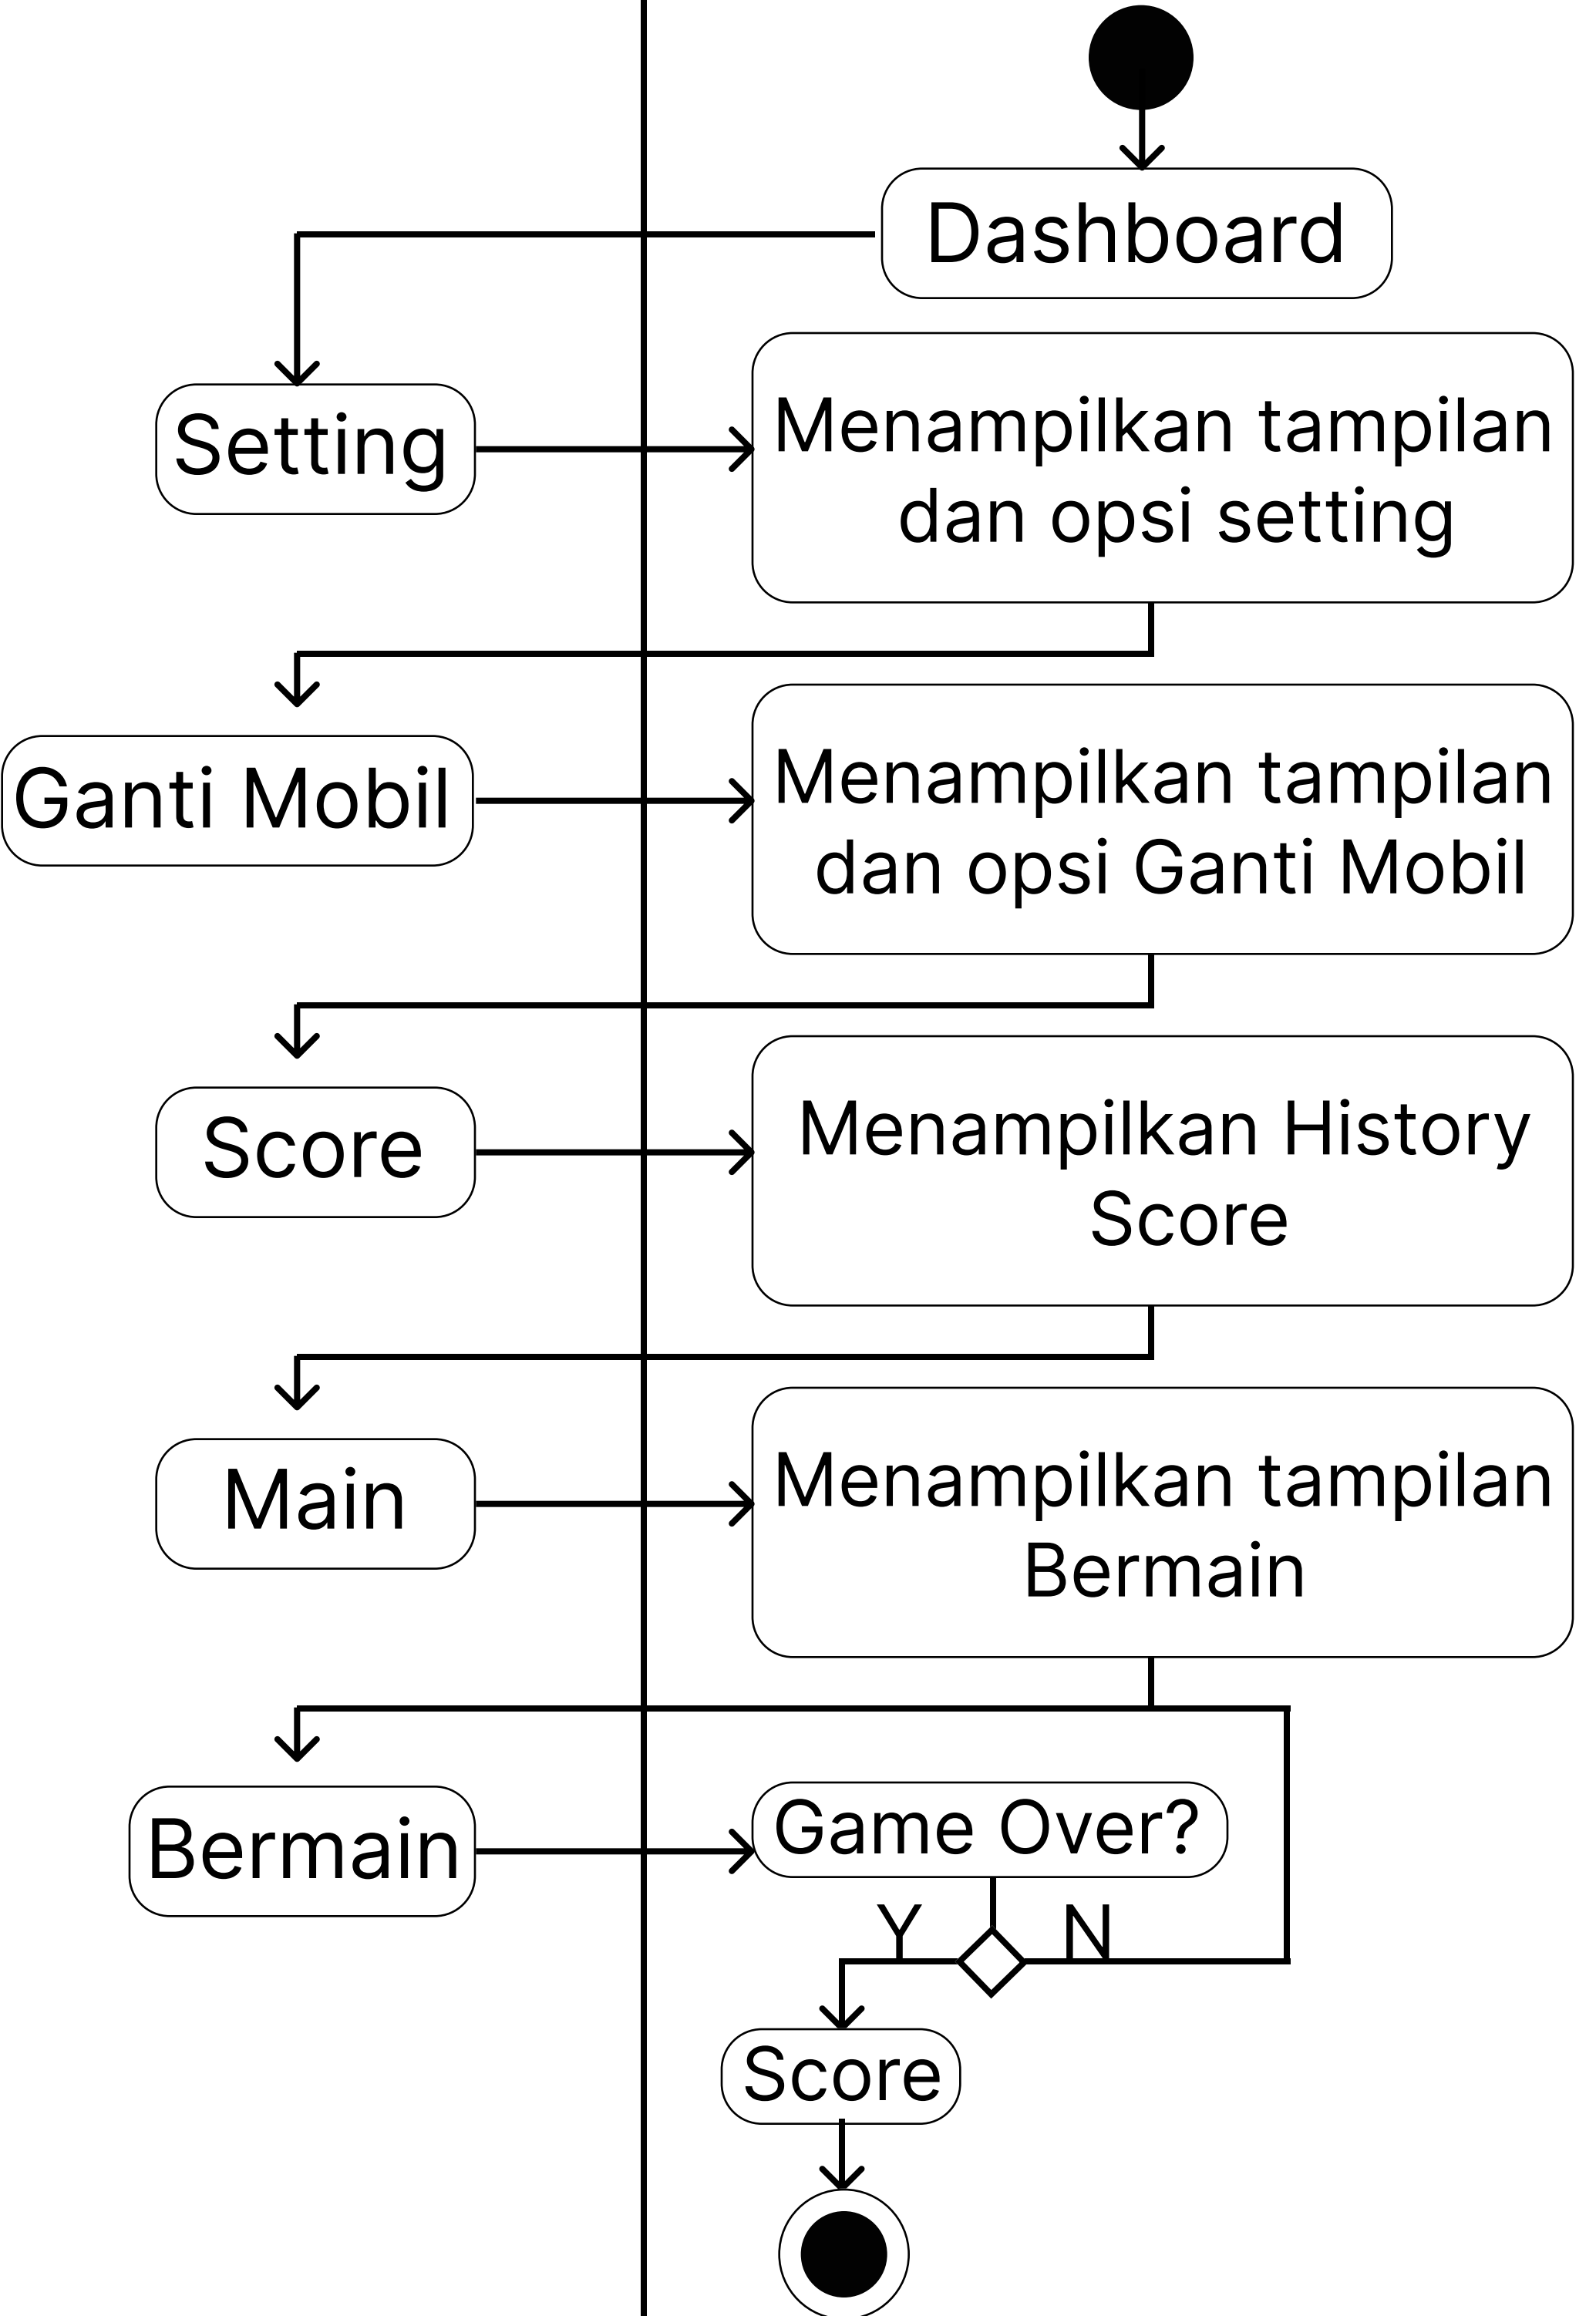 Dashboard
Setting
Menampilkan tampilan
dan opsi setting
Ganti Mobil
Menampilkan tampilan
dan opsi Ganti Mobil
Score
Menampilkan History
Score
Main
Menampilkan tampilan
Bermain
Bermain
Game Over?
Y
N
Score